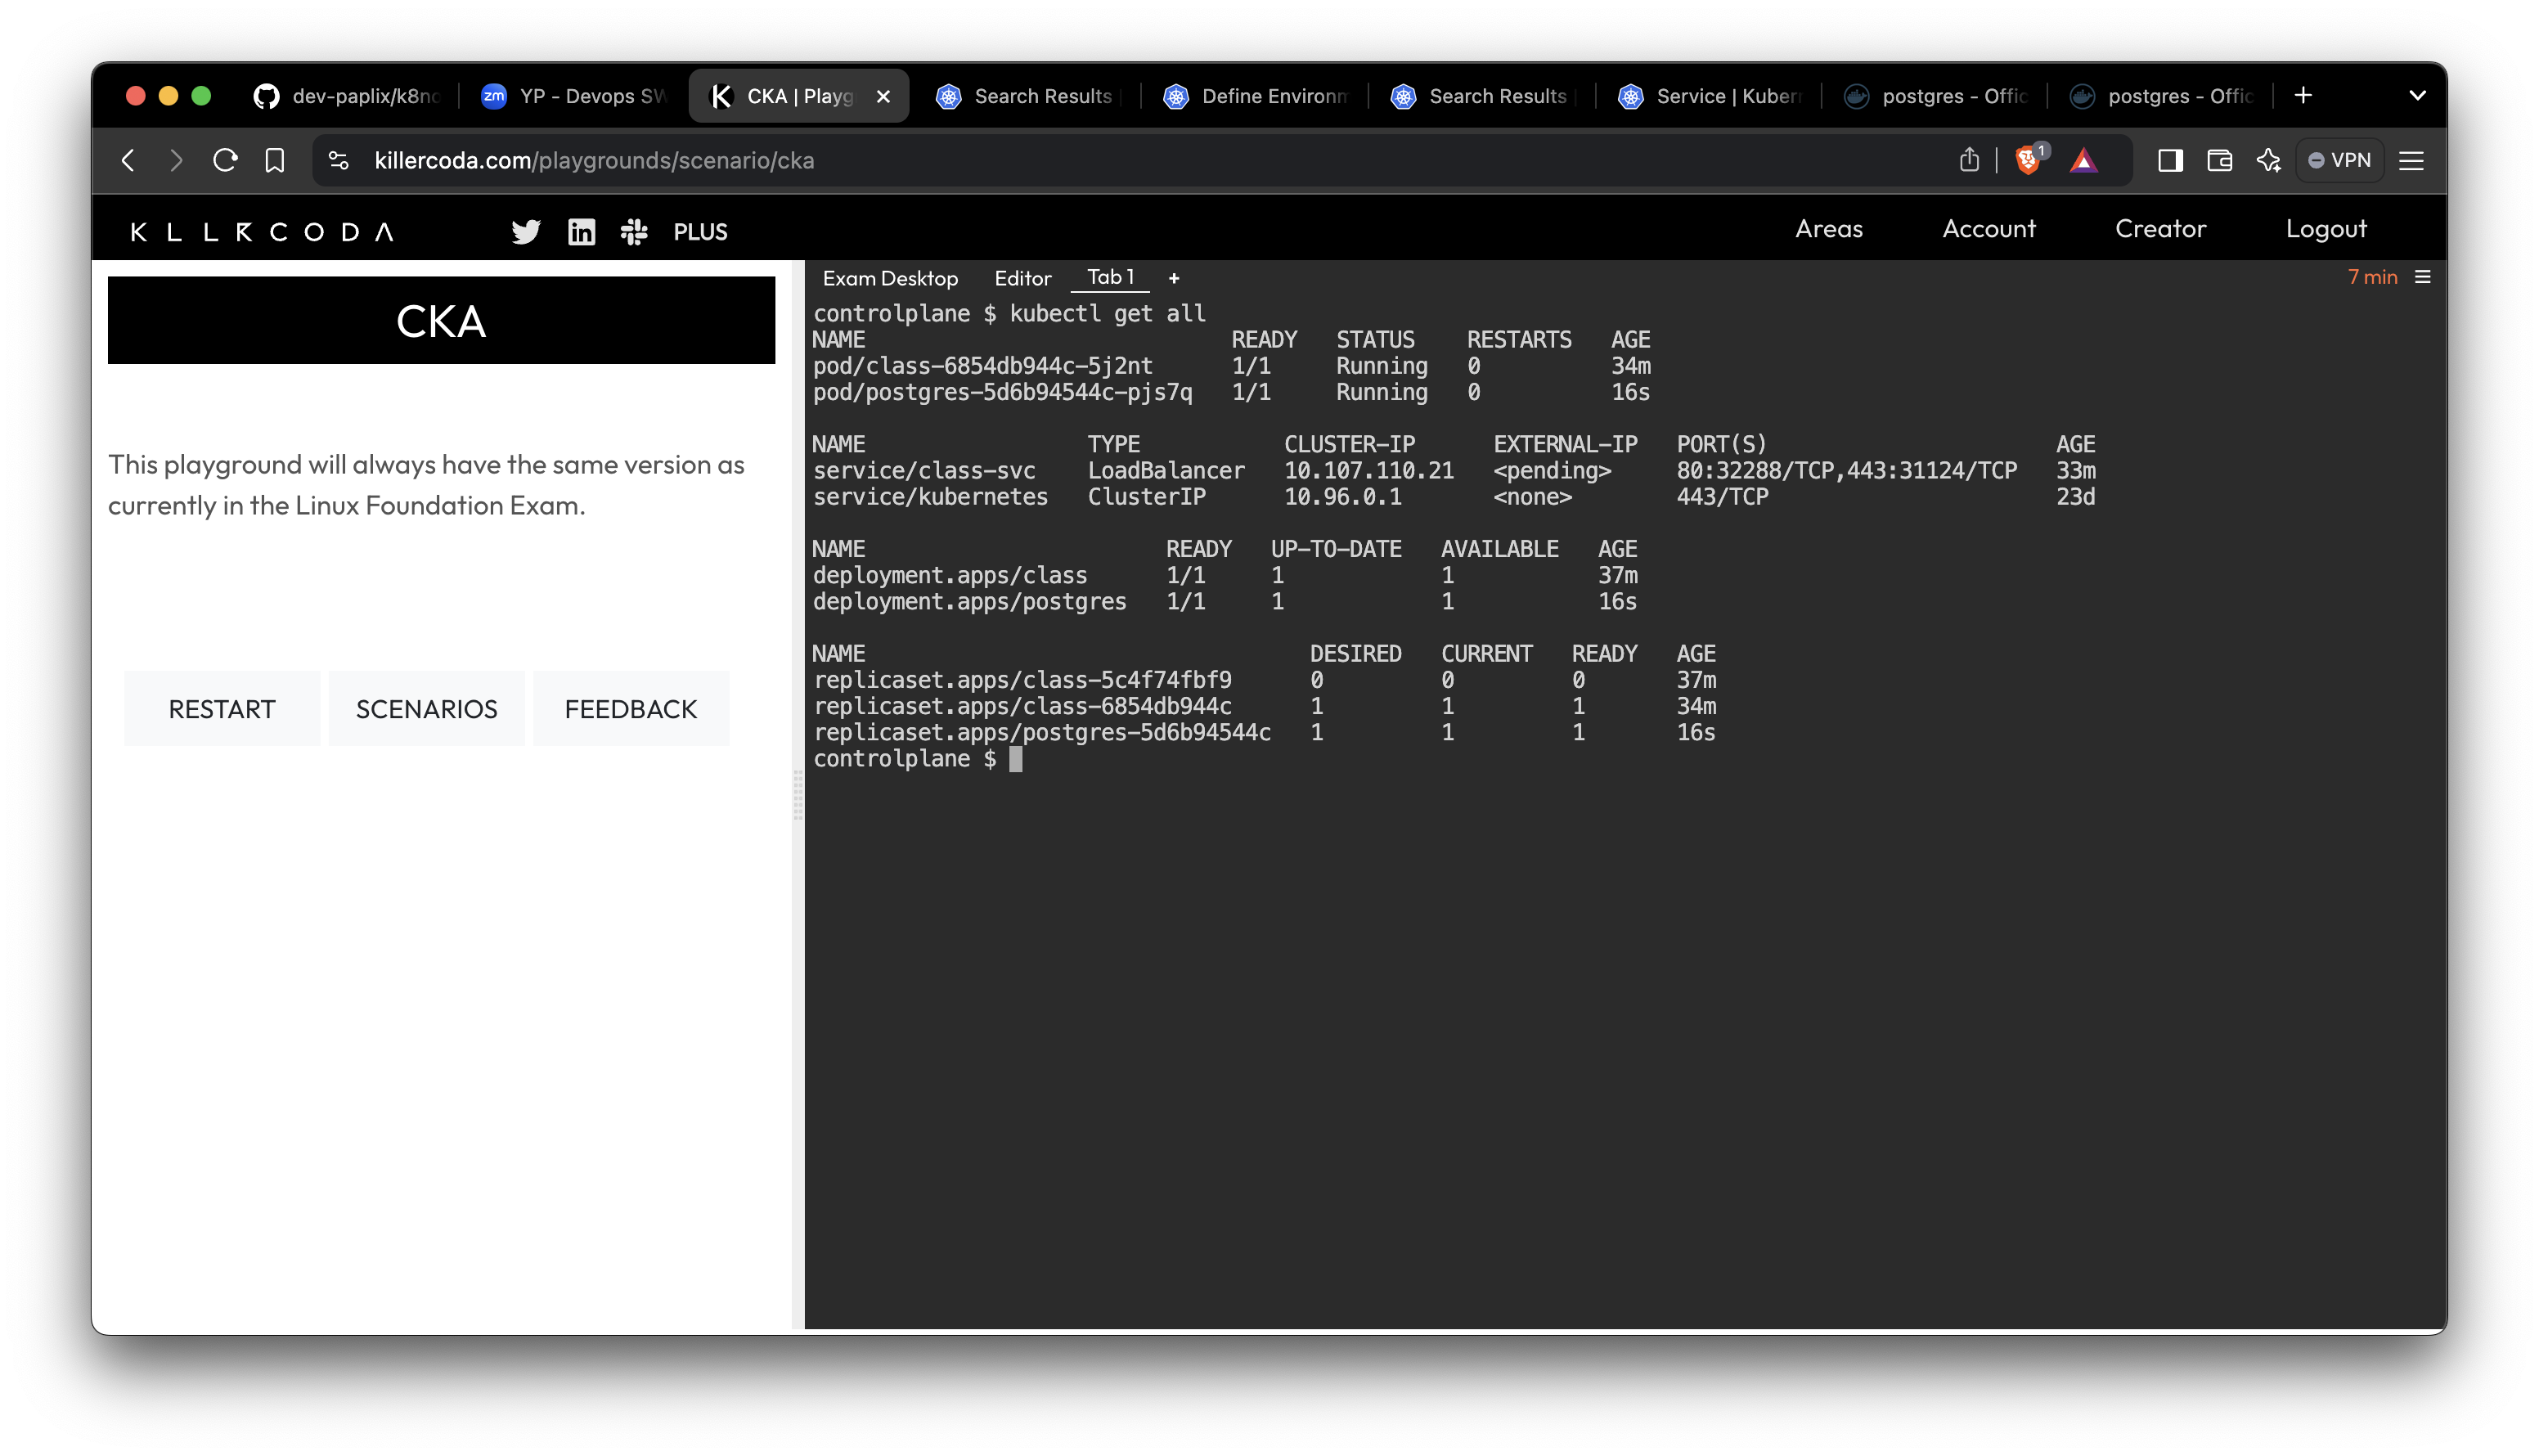 dev-paplix/k8nc
zm YP - Devops SW
CKA | Playg
Search Results
Define Environm
Search Results
Service | Kubern
postgres - Offic
postgres - Offic
killercoda.com/playgrounds/scenario/cka
1
VPN
KLLRCODA
PLUS
Areas
Account
Creator
Logout
CKA
This playground will always have the same version as
currently in the Linux Foundation Exam.
RESTART SCENARIOS FEEDBACK
Exam Desktop Editor Tab 1 +
7 min
controlplane $ kubectl get all
NAME READY STATUS RESTARTS AGE
pod/class-6854db944c-5j2nt 1/1 Running 0 34m
pod/postgres-5d6b94544c-pjs7q 1/1 Running 0 16s
NAME TYPE CLUSTER-IP EXTERNAL-IP PORT(S) AGE
service/class-svc LoadBalancer 10.107.110.21 <pending> 80:32288/TCP,443:31124/TCP 33m
service/kubernetes ClusterIP 10.96.0.1 <none> 443/TCP 23d
NAME READY UP-TO-DATE AVAILABLE AGE
deployment.apps/class 1/1 1 1 37m
deployment.apps/postgres 1/1 1 1 16s
NAME DESIRED CURRENT READY AGE
replicaset.apps/class-5c4f74fbf9 0 0 0 37m
replicaset.apps/class-6854db944c 1 1 1 34m
replicaset.apps/postgres-5d6b94544c 1 1 1 16s
controlplane $